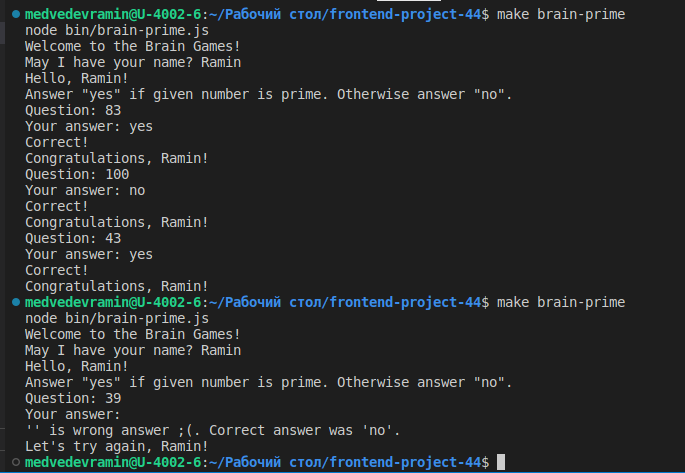 medvedevramin@U-4002-6:~/Рабочий стол/frontend-project-44$ make brain-prime
node bin/brain-prime.js
Welcome to the Brain Games!
May I have your name? Ramin
Hello, Ramin!
Answer "yes" if given number is prime. Otherwise answer "no".
Question: 83
Your answer: yes
Correct!
Congratulations, Ramin!
Question: 100
Your answer: no
Correct!
Congratulations, Ramin!
Question: 43
Your answer: yes
Correct!
Congratulations, Ramin!
medvedevramin@U-4002-6:~/Рабочий стол/frontend-project-44$ make brain-prime
node bin/brain-prime.js
Welcome to the Brain Games!
May I have your name? Ramin
Hello, Ramin!
Answer "yes" if given number is prime. Otherwise answer "no".
Question: 39
Your answer:
'' is wrong answer ;(. Correct answer was 'no'.
Let's try again, Ramin!
medvedevramin@U-4002-6:~/Рабочий стол/frontend-project-44$